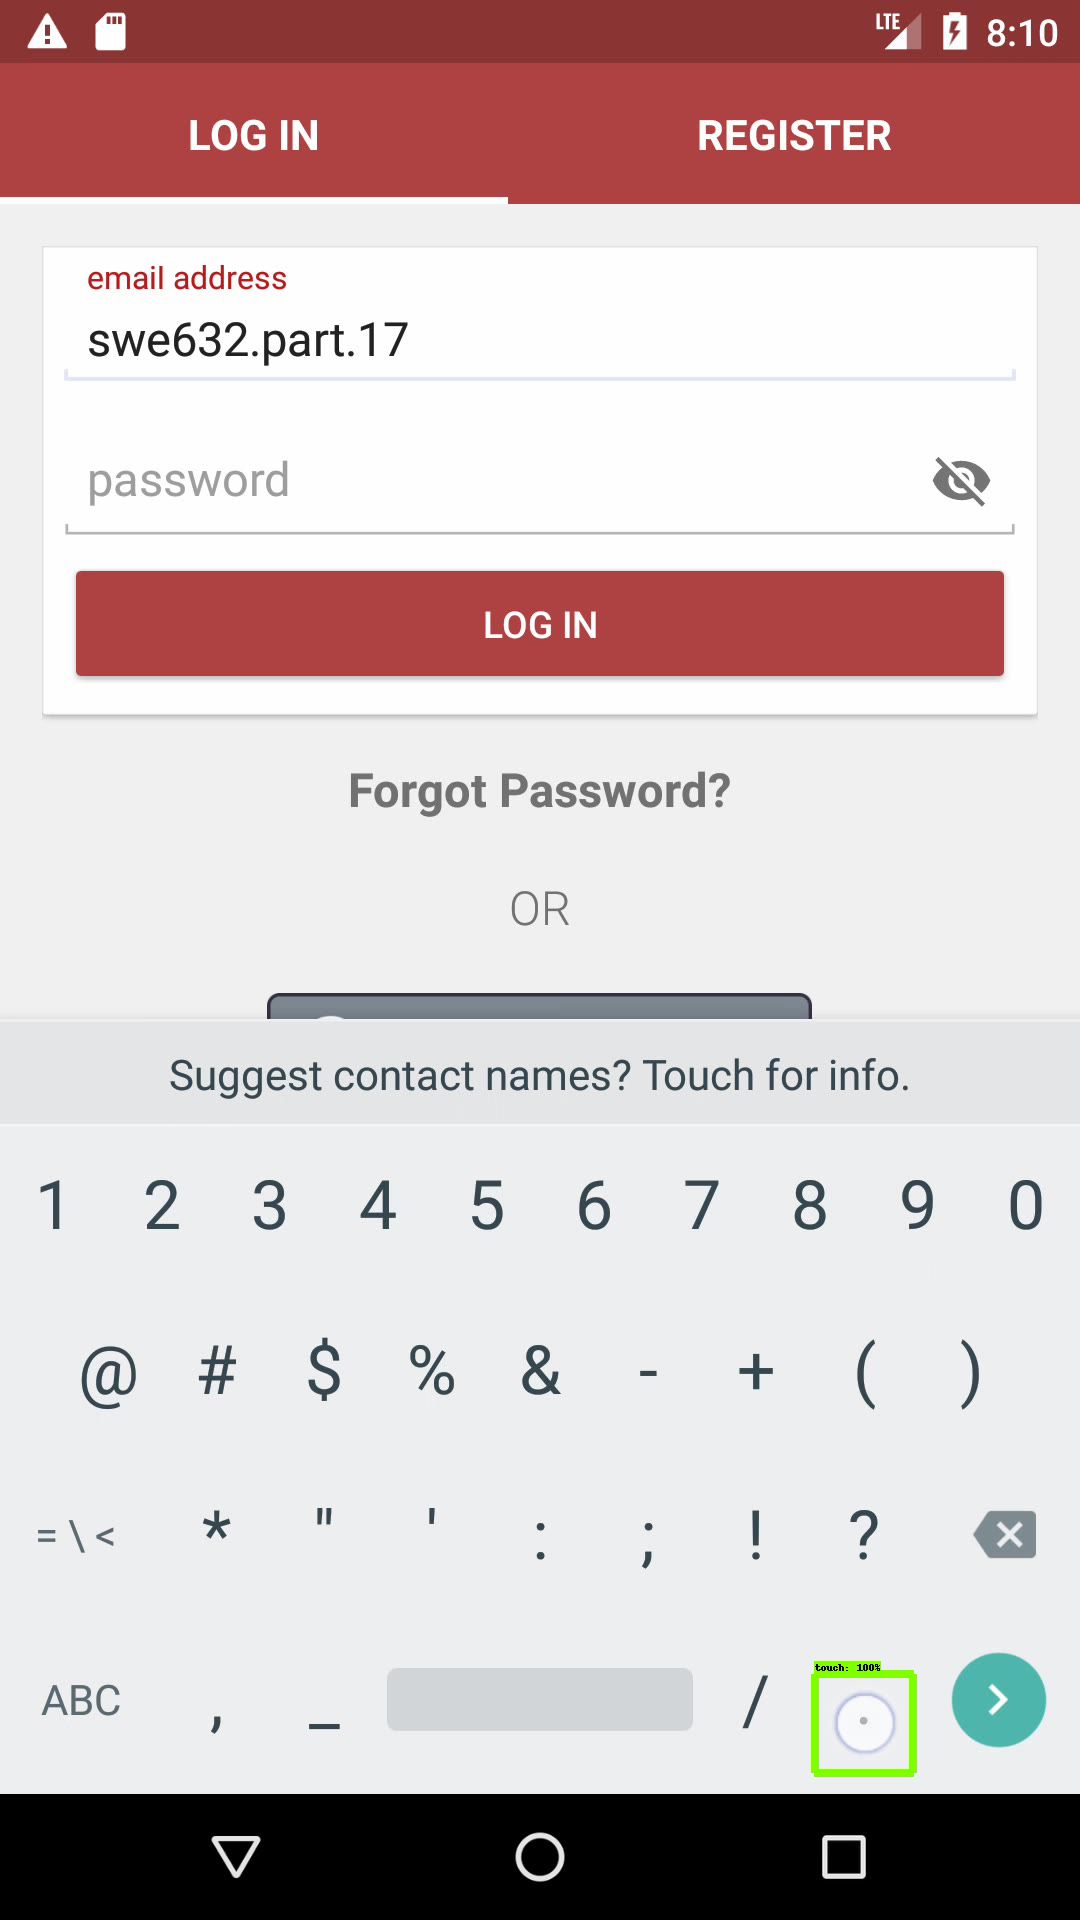 LTE 8:10
LOG IN REGISTER
email address
swe632.part.17
password
LOG IN
Forgot Password?
OR
Suggest contact names? Touch for info.
1 2 3 4 5 6 7 8 9 0
@ # $ % & - + ( )
= \ < * " ' : ; ! ?
touch: 100%
ABC , _ / .